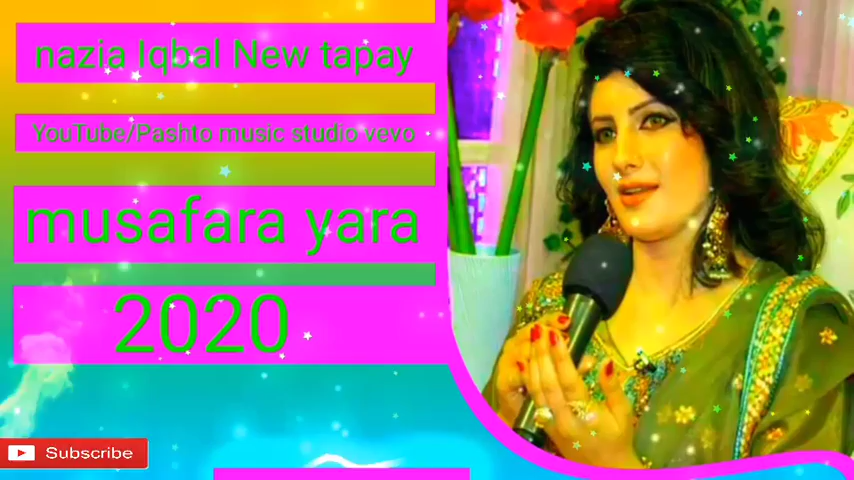 nazia Iqbal New tapay
YouTube/Pashto music studio vevo
musafara yara
2020
Subscribe